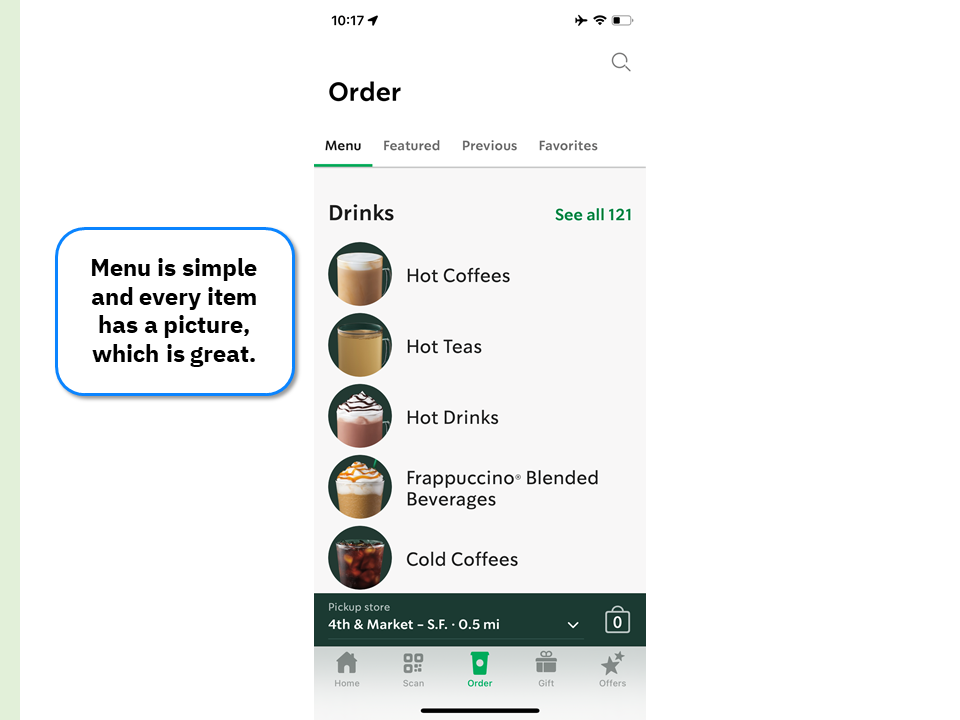 10:17
Order
Menu Featured Previous Favorites
Drinks See all 121
Menu is simple
and every item
has a picture,
which is great.
Hot Coffees
Hot Teas
Hot Drinks
Frappuccino® Blended
Beverages
Cold Coffees
Pickup store
4th & Market – S.F. · 0.5 mi
0
Home Scan Order Gift Offers